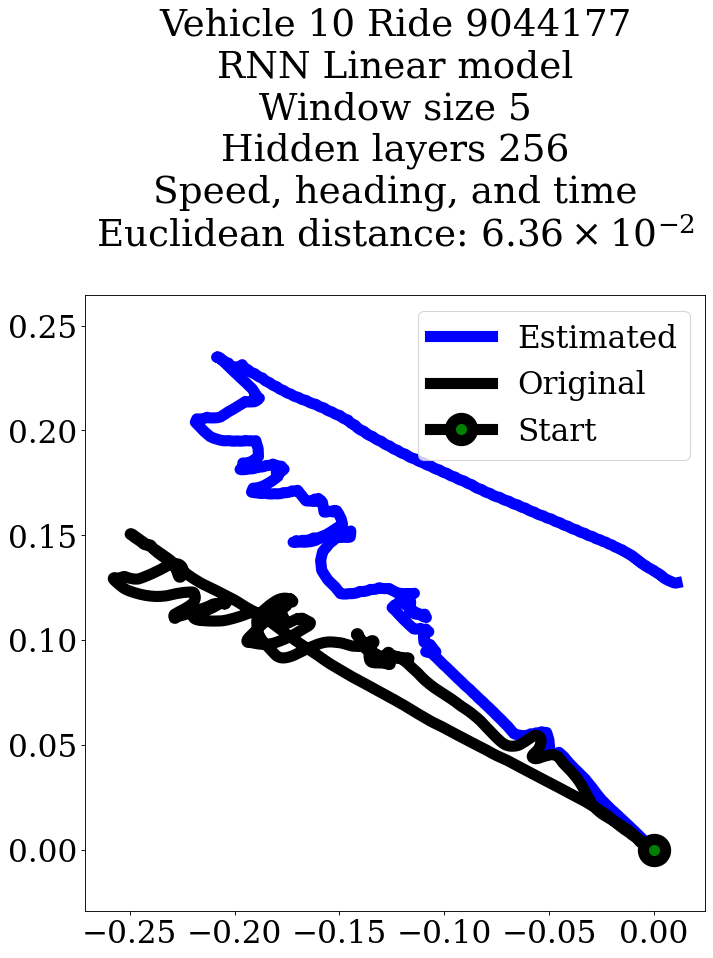 Vehicle 10 Ride 9044177
RNN Linear model
Window size 5
Hidden layers 256
Speed, heading, and time
Euclidean distance: 6.36 × 10⁻²
Estimated
Original
Start
0.25
0.20
0.15
0.10
0.05
0.00
−0.25 −0.20 −0.15 −0.10 −0.05 0.00